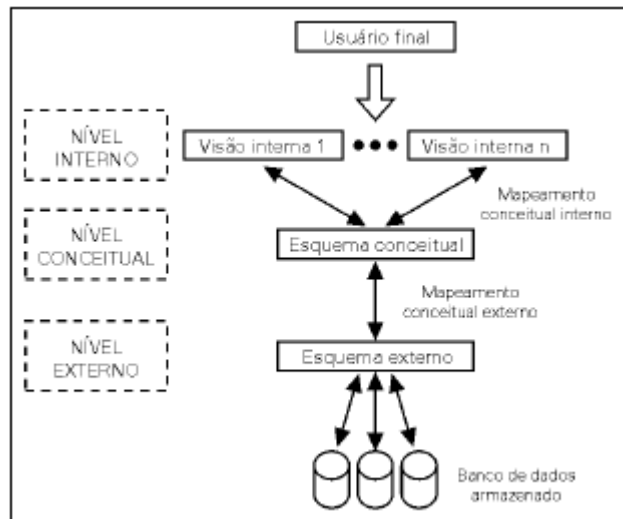 Usuário final
NÍVEL
INTERNO
Visão interna 1
Visão interna n
Mapeamento
conceitual interno
NÍVEL
CONCEITUAL
Esquema conceitual
Mapeamento
conceitual externo
NÍVEL
EXTERNO
Esquema externo
Banco de dados
armazenado